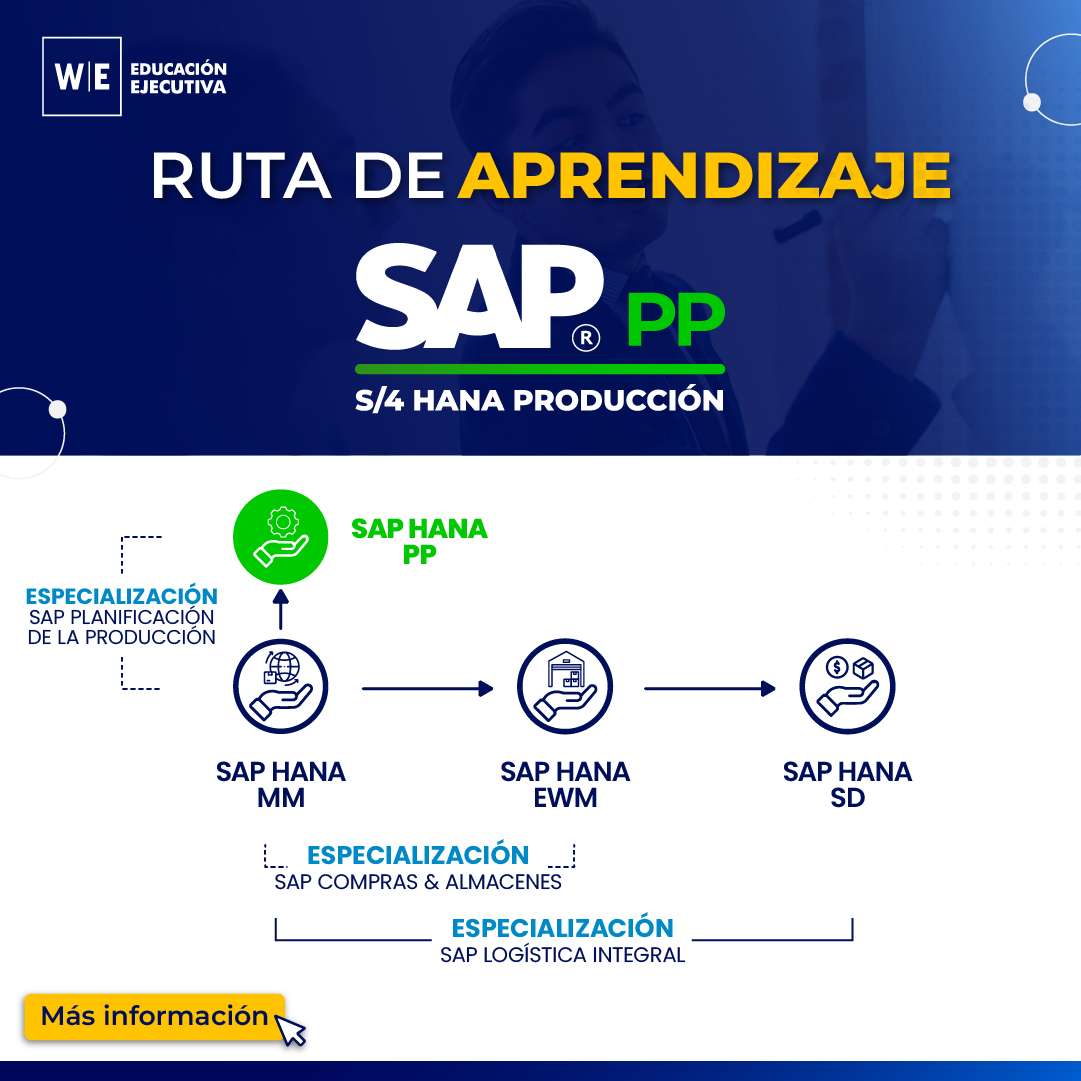 W|E EDUCACIÓN
EJECUTIVA
RUTA DE APRENDIZAJE
SAP® PP
S/4 HANA PRODUCCIÓN
SAP HANA
PP
ESPECIALIZACIÓN
SAP PLANIFICACIÓN
DE LA PRODUCCIÓN
$
SAP HANA
MM
SAP HANA
EWM
SAP HANA
SD
ESPECIALIZACIÓN
SAP COMPRAS & ALMACENES
ESPECIALIZACIÓN
SAP LOGÍSTICA INTEGRAL
Más información